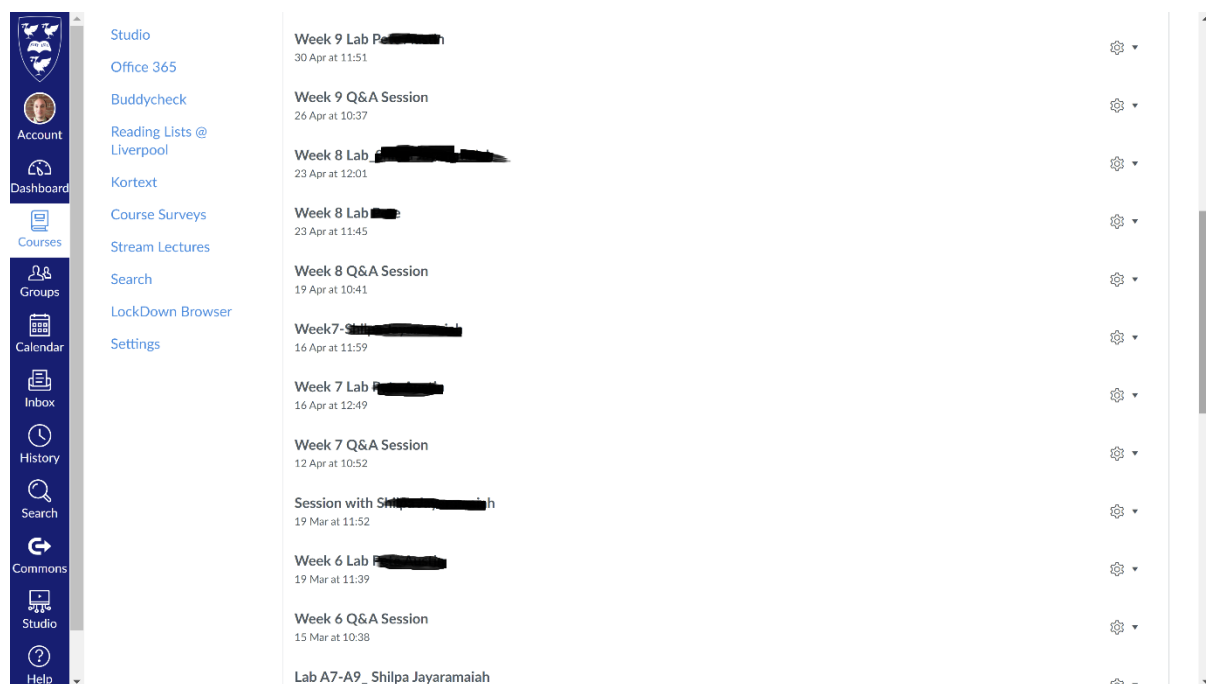 Account
Dashboard
Courses
Groups
Calendar
Inbox
History
Search
Commons
Studio
Help
Studio
Office 365
Buddycheck
Reading Lists @
Liverpool
Kortext
Course Surveys
Stream Lectures
Search
LockDown Browser
Settings
Week 9 Lab
30 Apr at 11:51
Week 9 Q&A Session
26 Apr at 10:37
Week 8 Lab_
23 Apr at 12:01
Week 8 Lab
23 Apr at 11:45
Week 8 Q&A Session
19 Apr at 10:41
Week7-
16 Apr at 11:59
Week 7 Lab
16 Apr at 12:49
Week 7 Q&A Session
12 Apr at 10:52
Session with
19 Mar at 11:52
Week 6 Lab
19 Mar at 11:39
Week 6 Q&A Session
15 Mar at 10:38
Lab A7-A9_ Shilpa Jayaramaiah